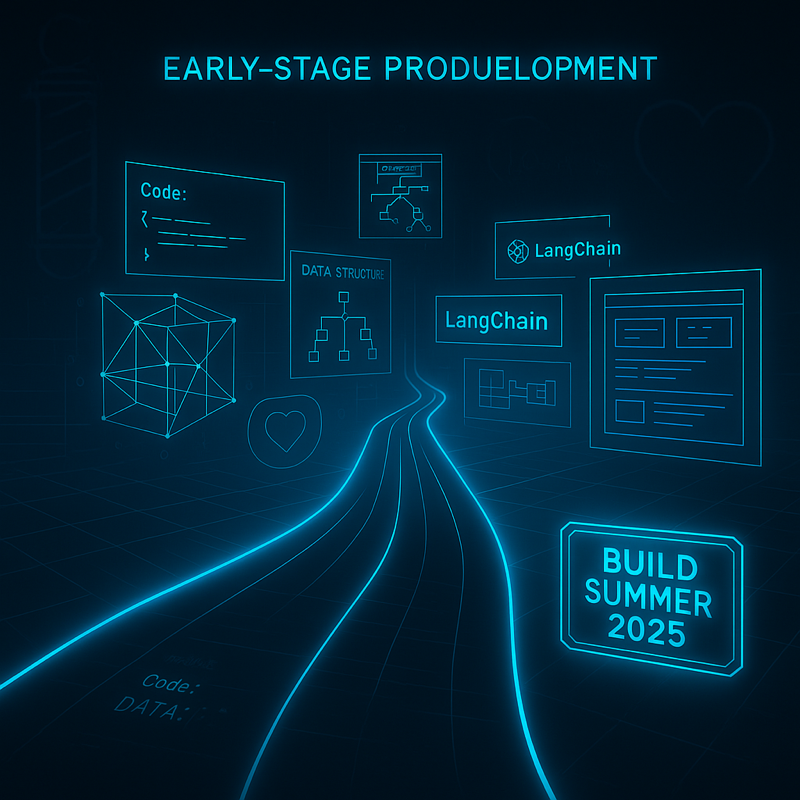 EARLY–STAGE PRODUELOPMENT
Code:
{
}
DATA STRUCTURE
LangChain
LangChain
BUILD
SUMMER
2025
Code:
DATA: